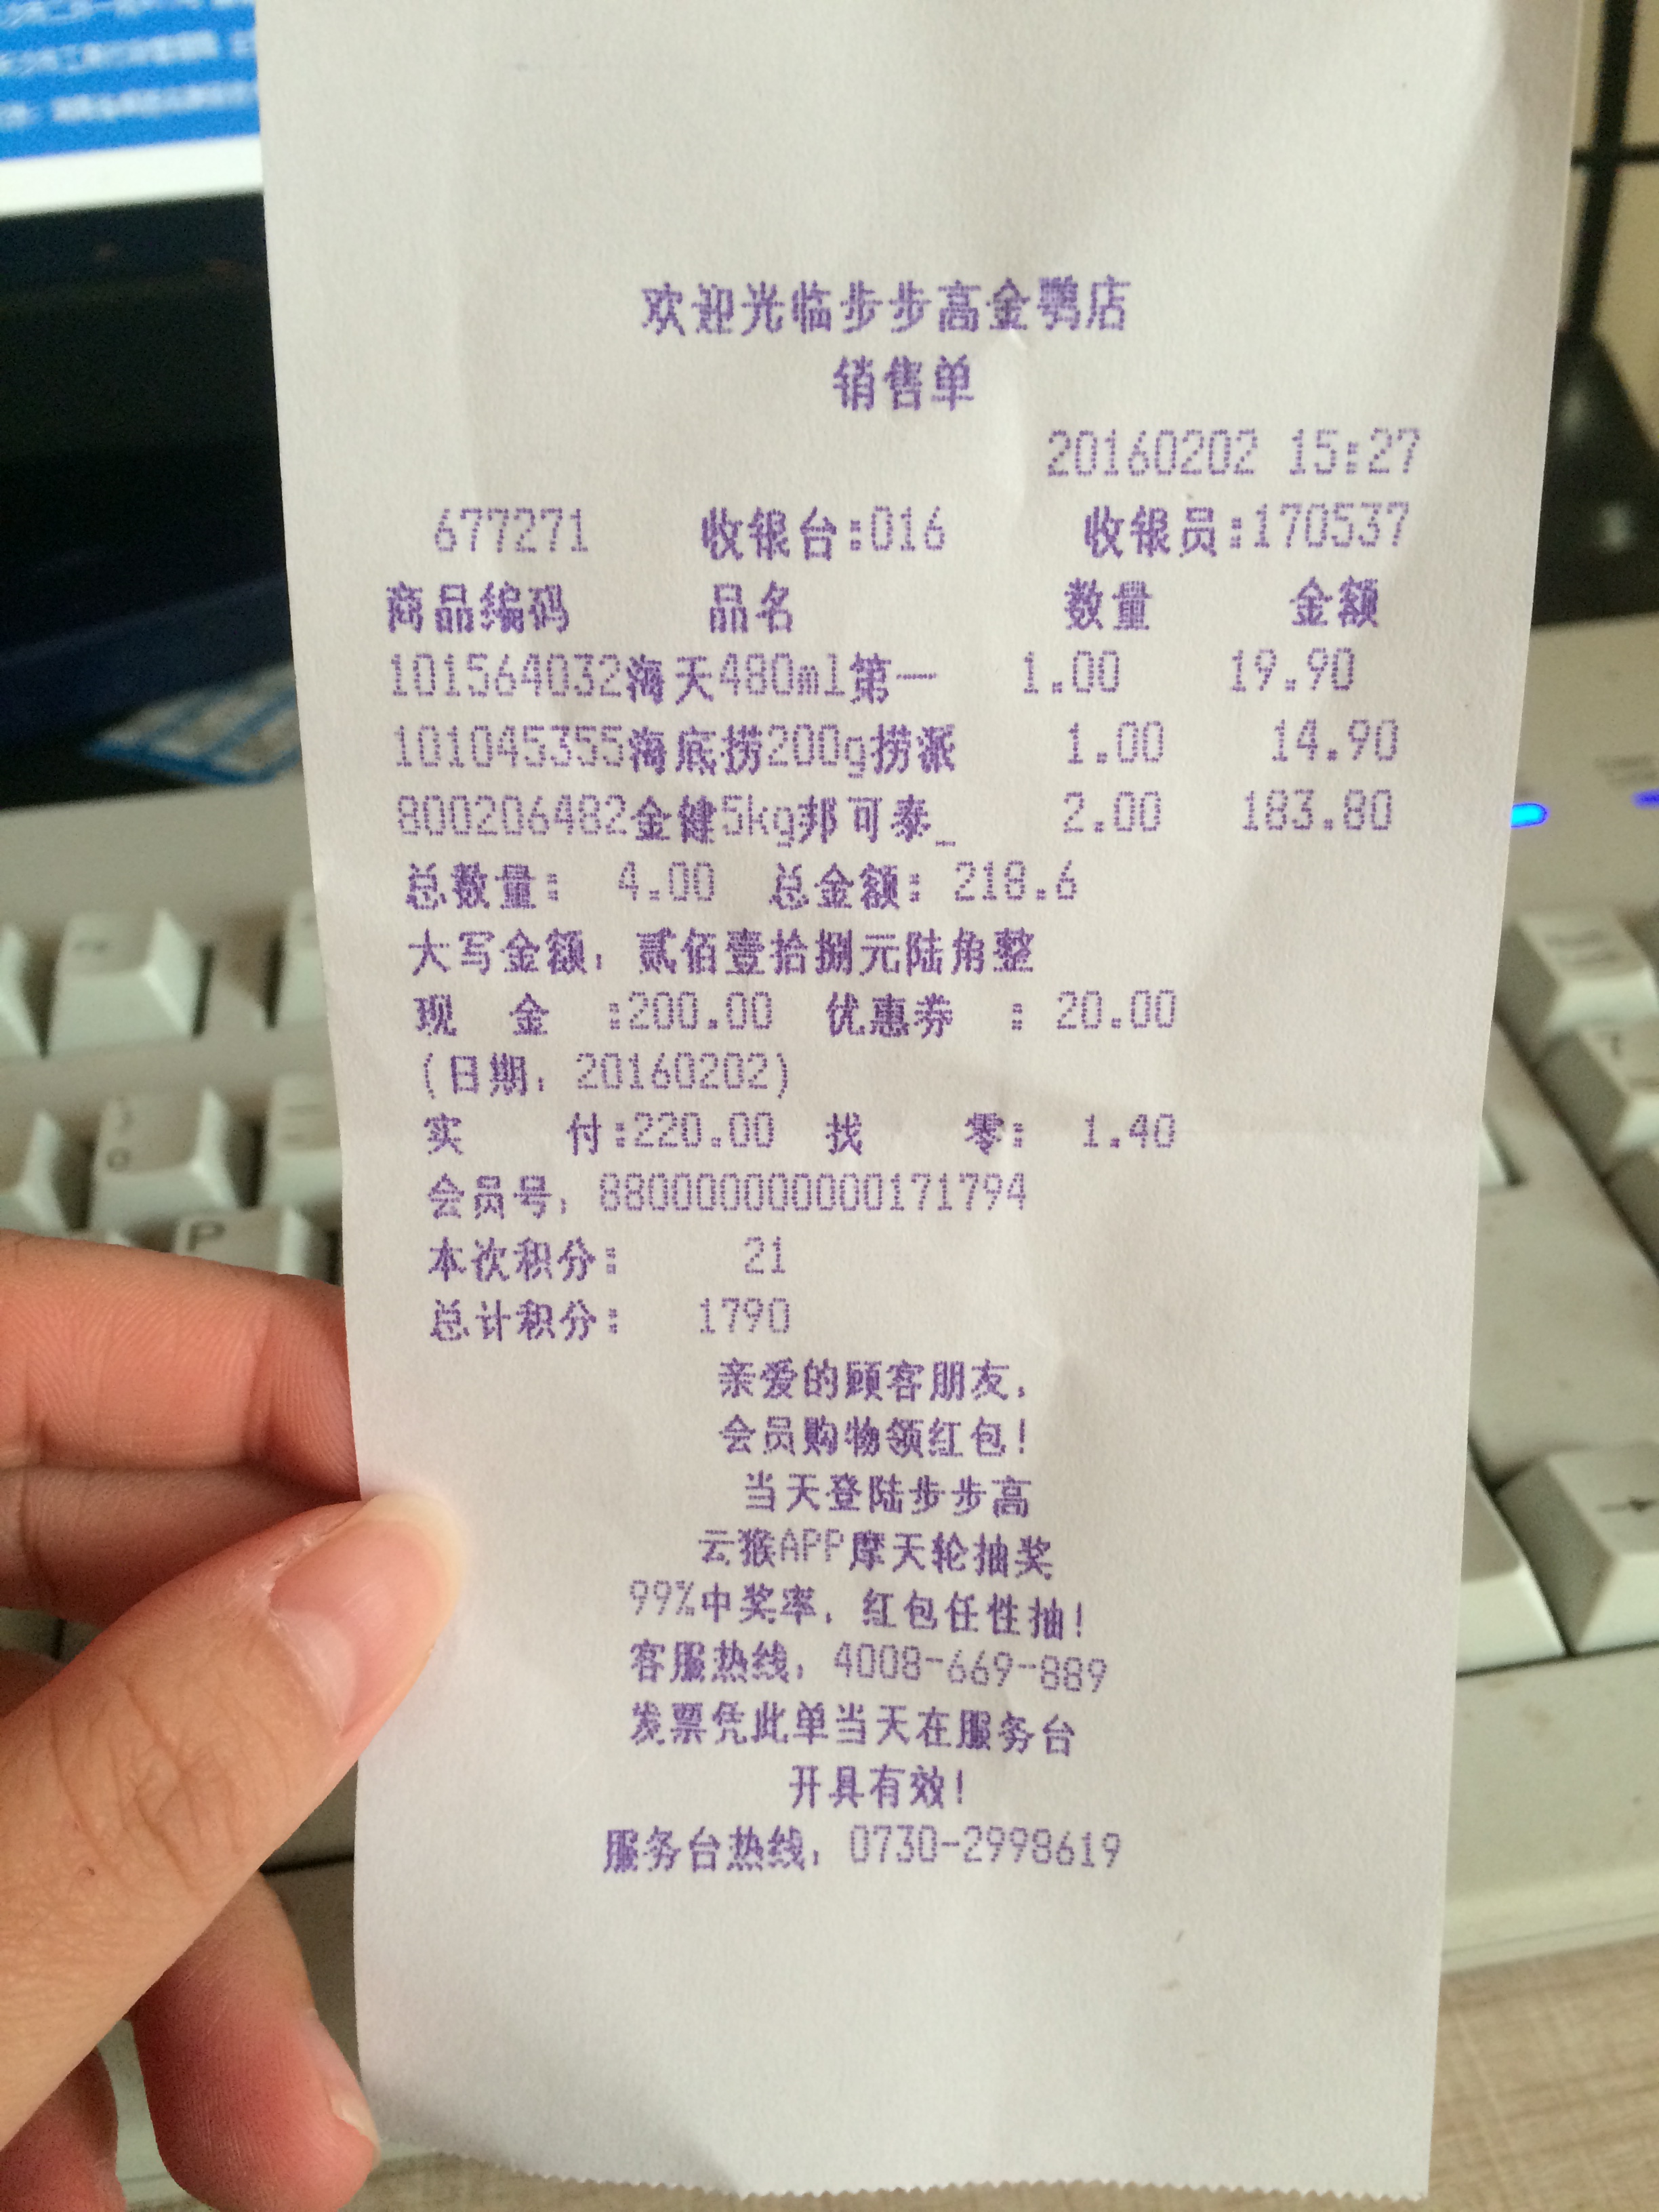 欢迎光临步步高金鹗店
销售单
20160202 15:27
677271 收银台:016 收银员:170537
商品编码 品名 数量 金额
101564032海天480ml第一 1.00 19.90
101045355海底捞200g捞派 1.00 14.90
800206482金健5kg邦可泰_ 2.00 183.80
总数量: 4.00 总金额: 218.6
大写金额: 贰佰壹拾捌元陆角整
现 金 :200.00 优惠券 : 20.00
(日期: 20160202)
实 付:220.00 找 零: 1.40
会员号: 88000000000171794
本次积分: 21
总计积分: 1790
亲爱的顾客朋友,
会员购物领红包!
当天登陆步步高
云猴APP摩天轮抽奖
99%中奖率, 红包任性抽!
客服热线: 4008-669-889
发票凭此单当天在服务台
开具有效!
服务台热线: 0730-2998619
P